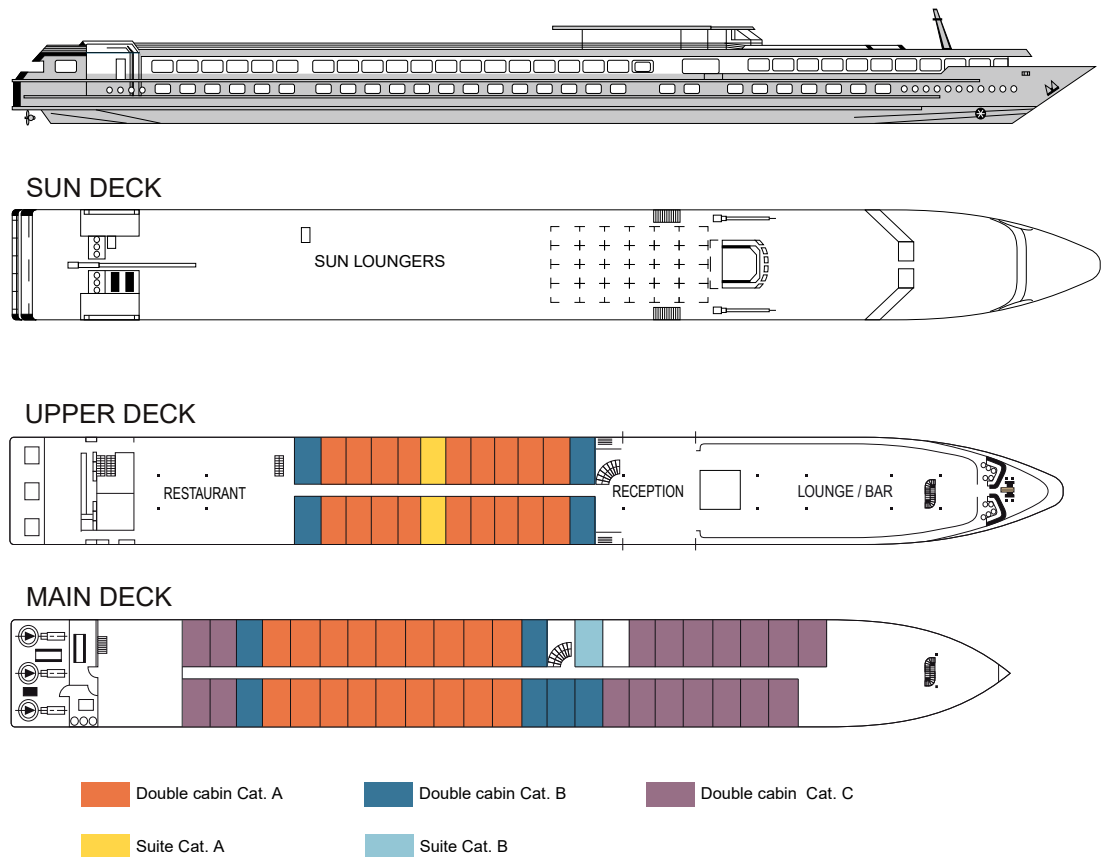 SUN DECK
SUN LOUNGERS
UPPER DECK
RESTAURANT
RECEPTION
LOUNGE / BAR
MAIN DECK
Double cabin Cat. A
Double cabin Cat. B
Double cabin Cat. C
Suite Cat. A
Suite Cat. B